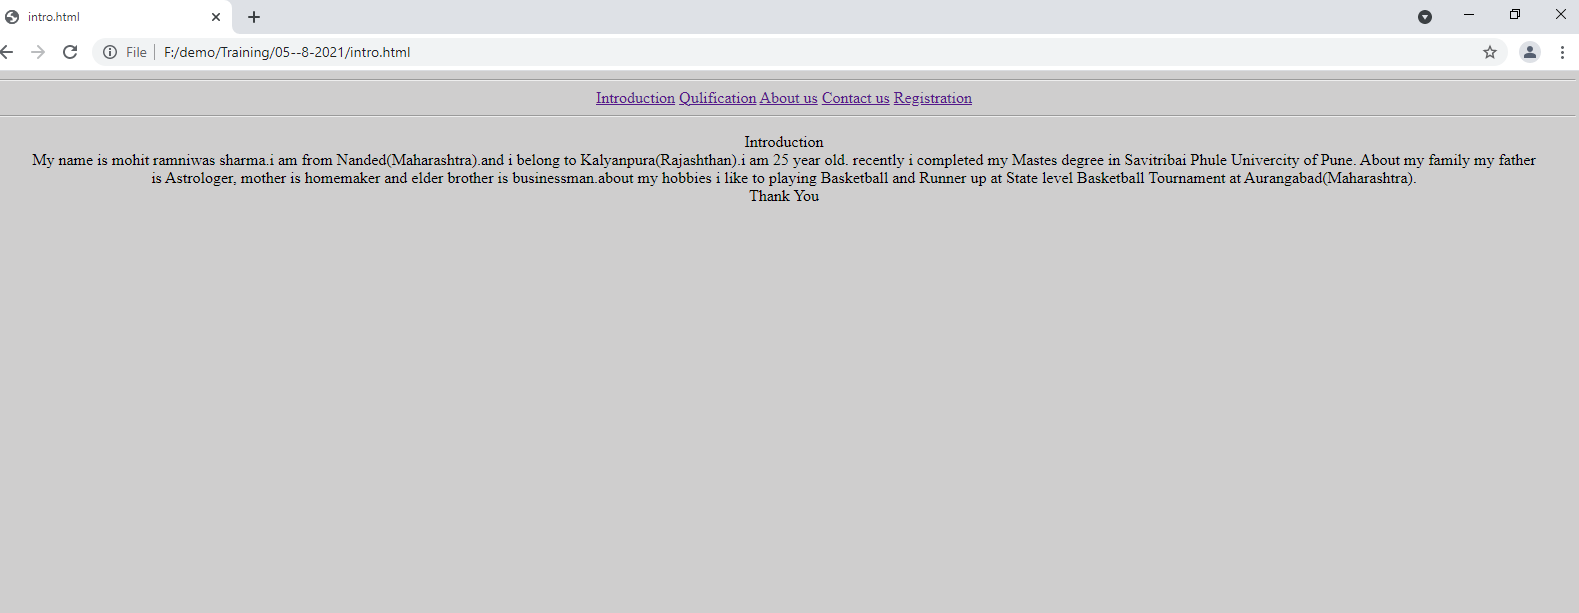 intro.html
File F:/demo/Training/05--8-2021/intro.html
Introduction Qulification About us Contact us Registration
Introduction
My name is mohit ramniwas sharma.i am from Nanded(Maharashtra).and i belong to Kalyanpura(Rajashthan).i am 25 year old. recently i completed my Mastes degree in Savitribai Phule Univercity of Pune. About my family my father
is Astrologer, mother is homemaker and elder brother is businessman.about my hobbies i like to playing Basketball and Runner up at State level Basketball Tournament at Aurangabad(Maharashtra).
Thank You